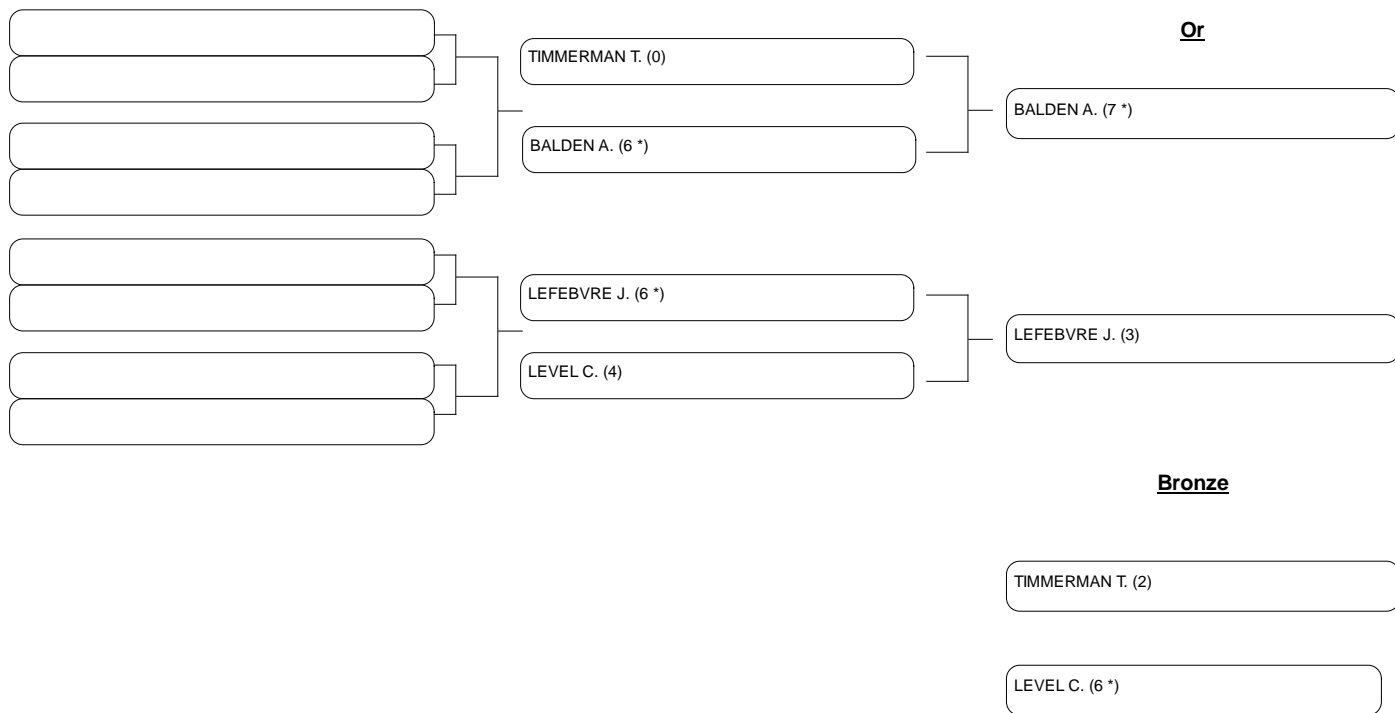 Or
TIMMERMAN T. (0)
BALDEN A. (7 *)
BALDEN A. (6 *)
LEFEBVRE J. (6 *)
LEFEBVRE J. (3)
LEVEL C. (4)
Bronze
TIMMERMAN T. (2)
LEVEL C. (6 *)